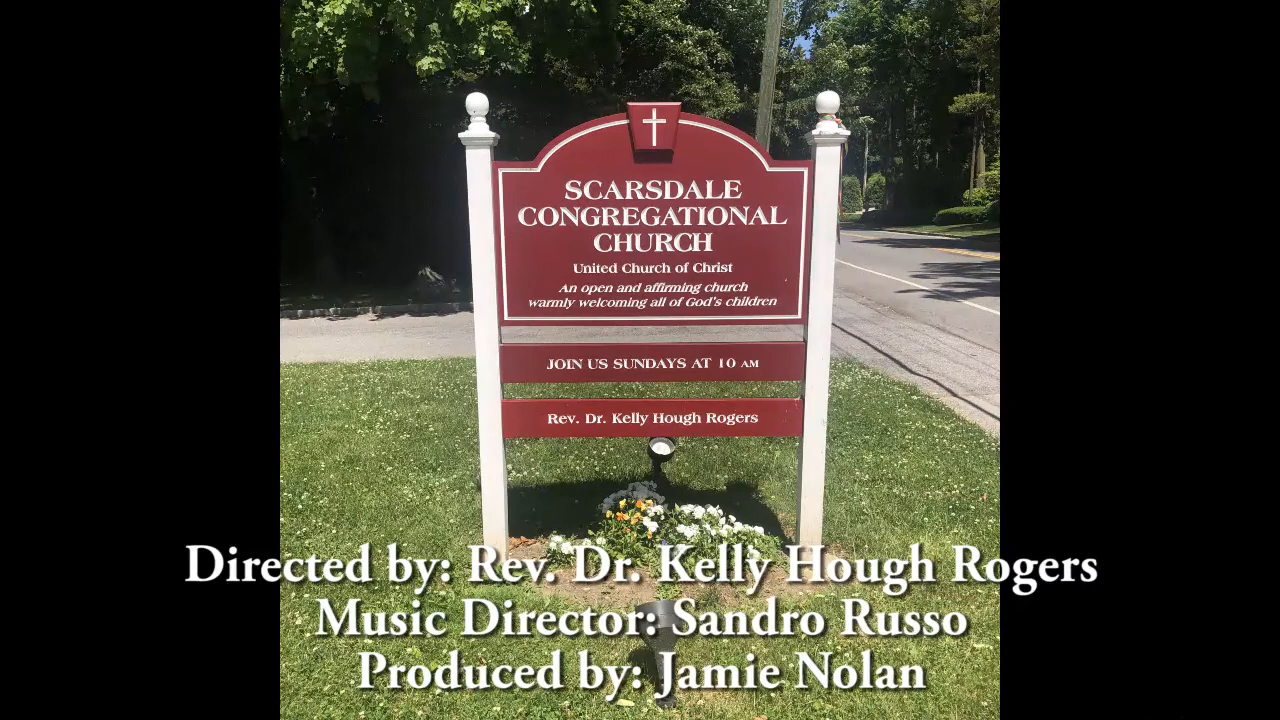 SCARSDALE
CONGREGATIONAL
CHURCH
United Church of Christ
An open and affirming church
warmly welcoming all of God's children
JOIN US SUNDAYS AT 10 AM
Rev. Dr. Kelly Hough Rogers
Directed by: Rev. Dr. Kelly Hough Rogers
Music Director: Sandro Russo
Produced by: Jamie Nolan